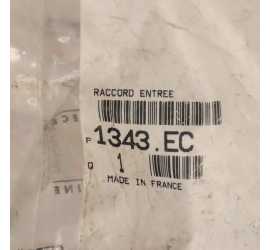 RACCORD ENTREE
P 1343.EC
Q 1
MADE IN FRANCE